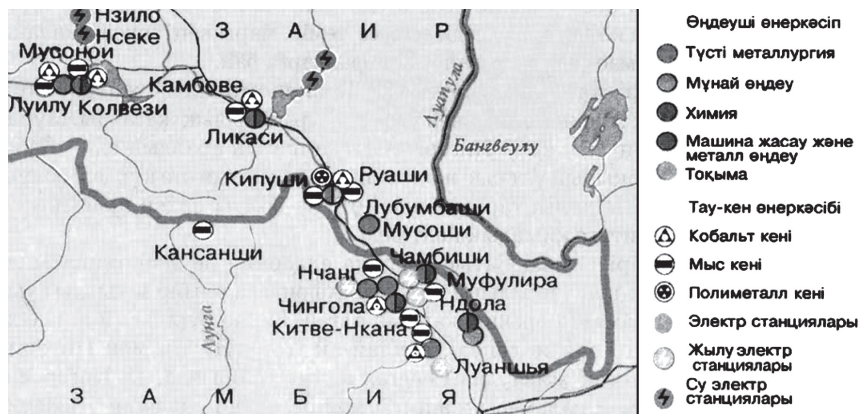 Нзило
Нсеке
З А И Р
Мусонои
Камбове
Луилу Колвези
Ликаси
Луапула
Бангвеулу
Кипуши
Руаши
Лубумбаши
Мусоши
Кансанши
Чамбиши
Нчанг
Муфулира
Чингола
Ндола
Китве-Нкана
Лунга
Луаншья
З А М Б И Я
Өңдеуші өнеркәсіп
Түсті металлургия
Мұнай өңдеу
Химия
Машина жасау және
металл өңдеу
Тоқыма
Тау-кен өнеркәсібі
Кобальт кені
Мыс кені
Полиметалл кені
Электр станциялары
Жылу электр
станциялары
Су электр
станциялары